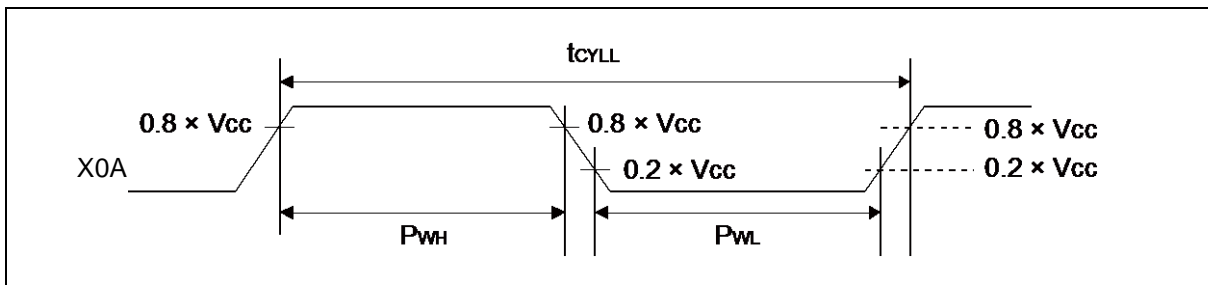 tCYLL
0.8 × Vcc
0.8 × Vcc
0.8 × Vcc
X0A
0.2 × Vcc
0.2 × Vcc
PWH
PWL